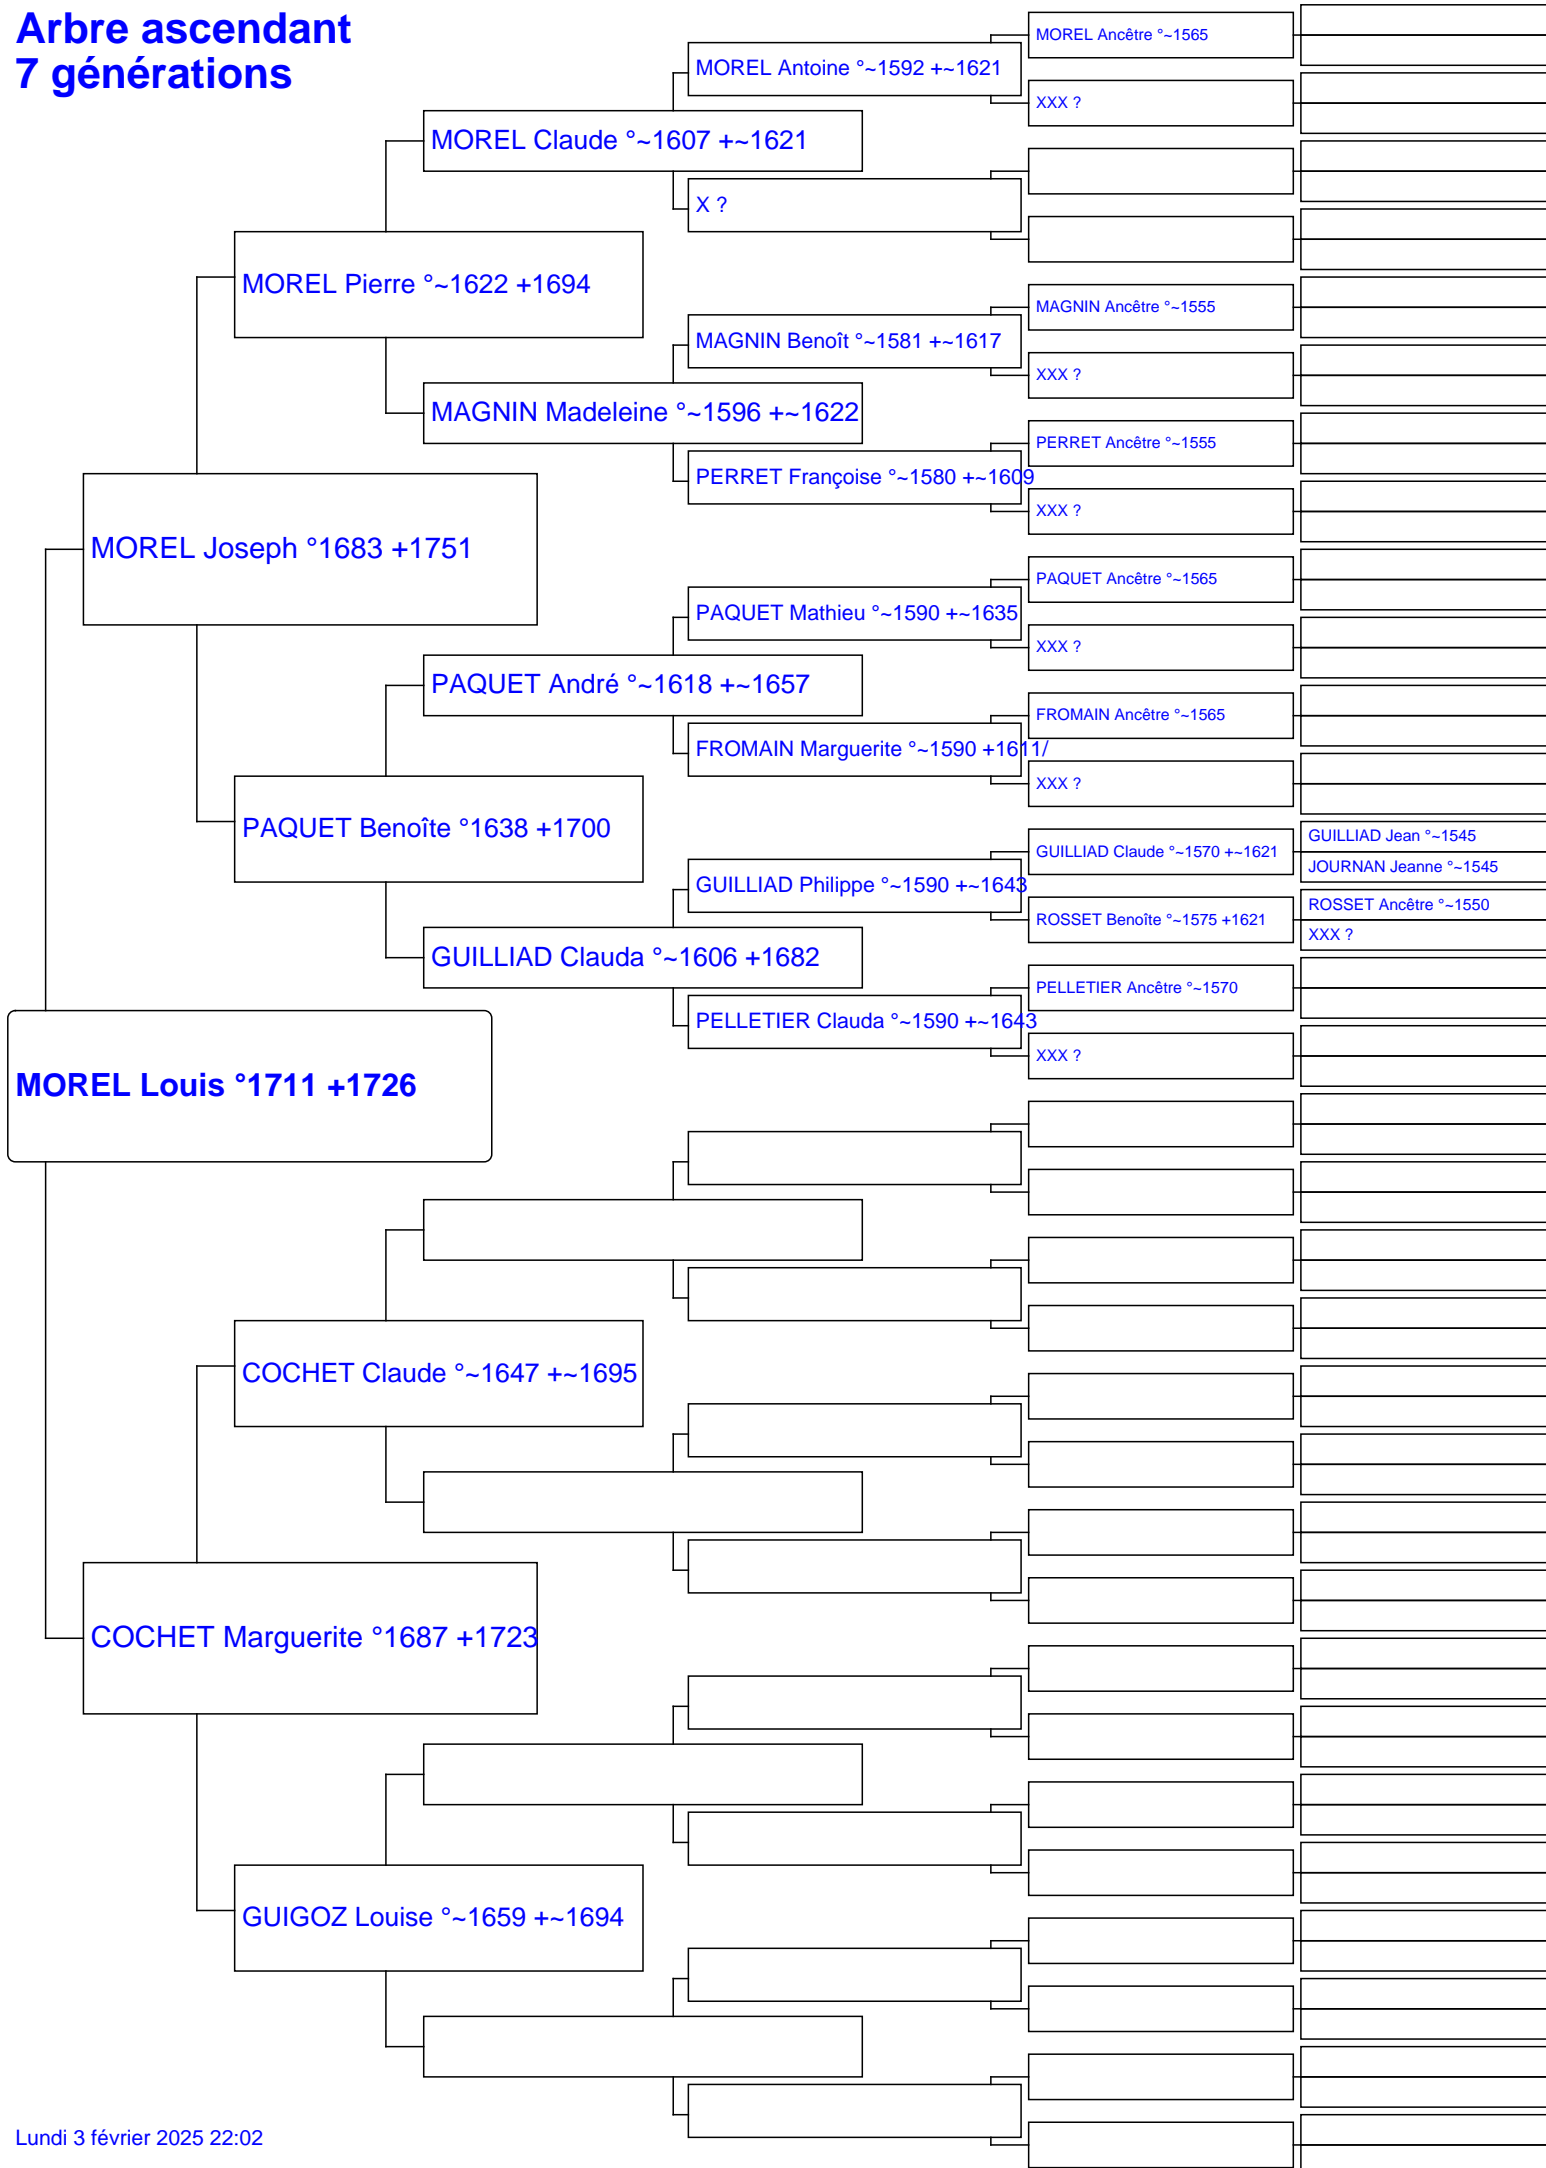 Arbre ascendant
7 générations
MOREL Ancêtre °~1565
MOREL Antoine °~1592 +~1621
XXX ?
MOREL Claude °~1607 +~1621
X ?
MOREL Pierre °~1622 +1694
MAGNIN Ancêtre °~1555
MAGNIN Benoît °~1581 +~1617
XXX ?
MAGNIN Madeleine °~1596 +~1622
PERRET Ancêtre °~1555
PERRET Françoise °~1580 +~1609
XXX ?
MOREL Joseph °1683 +1751
PAQUET Ancêtre °~1565
PAQUET Mathieu °~1590 +~1635
XXX ?
PAQUET André °~1618 +~1657
FROMAIN Ancêtre °~1565
FROMAIN Marguerite °~1590 +1611/
XXX ?
PAQUET Benoîte °1638 +1700
GUILLIAD Jean °~1545
GUILLIAD Claude °~1570 +~1621
JOURNAN Jeanne °~1545
GUILLIAD Philippe °~1590 +~1643
ROSSET Ancêtre °~1550
ROSSET Benoîte °~1575 +1621
XXX ?
GUILLIAD Clauda °~1606 +1682
PELLETIER Ancêtre °~1570
PELLETIER Clauda °~1590 +~1643
XXX ?
MOREL Louis °1711 +1726
COCHET Claude °~1647 +~1695
COCHET Marguerite °1687 +1723
GUIGOZ Louise °~1659 +~1694
Lundi 3 février 2025 22:02